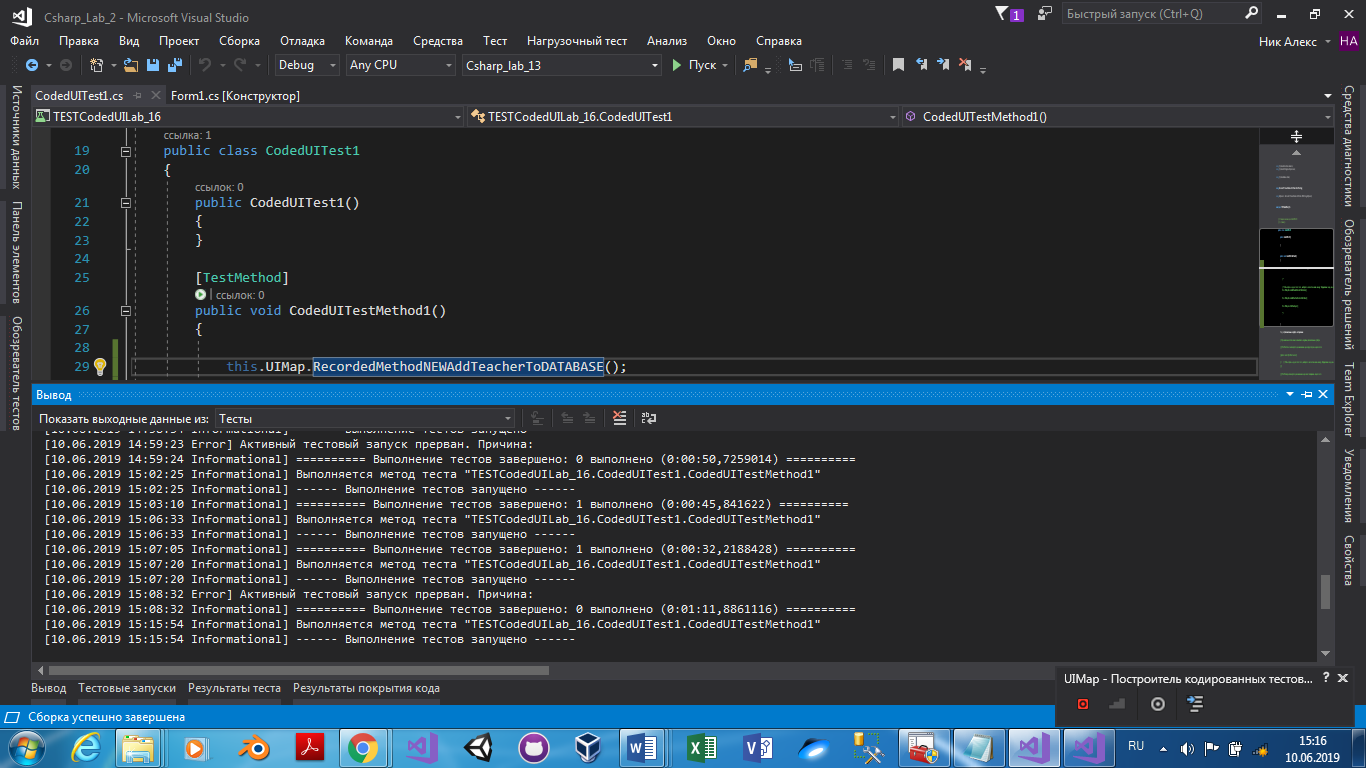 Csharp_Lab_2 - Microsoft Visual Studio
1
Быстрый запуск (Ctrl+Q)
Файл Правка Вид Проект Сборка Отладка Команда Средства Тест Нагрузочный тест Анализ Окно Справка
Ник Алекс НА
Debug Any CPU Csharp_lab_13 Пуск
CodedUITest1.cs Form1.cs [Конструктор]
TESTCodedUILab_16 TESTCodedUILab_16.CodedUITest1 CodedUITestMethod1()
Источники данных
Панель элементов
Обозреватель тестов
ссылка: 1
19 public class CodedUITest1
20 {
ссылок: 0
21 public CodedUITest1()
22 {
23 }
24
25 [TestMethod]
ссылок: 0
26 public void CodedUITestMethod1()
27 {
28
29 this.UIMap.RecordedMethodNEWAddTeacherToDATABASE();
Средства диагностики
Обозреватель решений
Team Explorer
Уведомления
Свойства
Вывод
Показать выходные данные из: Тесты
[10.06.2019 14:59:23 Error] Активный тестовый запуск прерван. Причина:
[10.06.2019 14:59:24 Informational] ========== Выполнение тестов завершено: 0 выполнено (0:00:50,7259014) ==========
[10.06.2019 15:02:25 Informational] Выполняется метод теста "TESTCodedUILab_16.CodedUITest1.CodedUITestMethod1"
[10.06.2019 15:02:25 Informational] ------ Выполнение тестов запущено ------
[10.06.2019 15:03:10 Informational] ========== Выполнение тестов завершено: 1 выполнено (0:00:45,841622) ==========
[10.06.2019 15:06:33 Informational] Выполняется метод теста "TESTCodedUILab_16.CodedUITest1.CodedUITestMethod1"
[10.06.2019 15:06:33 Informational] ------ Выполнение тестов запущено ------
[10.06.2019 15:07:05 Informational] ========== Выполнение тестов завершено: 1 выполнено (0:00:32,2188428) ==========
[10.06.2019 15:07:20 Informational] Выполняется метод теста "TESTCodedUILab_16.CodedUITest1.CodedUITestMethod1"
[10.06.2019 15:07:20 Informational] ------ Выполнение тестов запущено ------
[10.06.2019 15:08:32 Error] Активный тестовый запуск прерван. Причина:
[10.06.2019 15:08:32 Informational] ========== Выполнение тестов завершено: 0 выполнено (0:01:11,8861116) ==========
[10.06.2019 15:15:54 Informational] Выполняется метод теста "TESTCodedUILab_16.CodedUITest1.CodedUITestMethod1"
[10.06.2019 15:15:54 Informational] ------ Выполнение тестов запущено ------
UIMap - Построитель кодированных тестов... ?
Вывод Тестовые запуски Результаты теста Результаты покрытия кода
Сборка успешно завершена
RU
15:16
10.06.2019